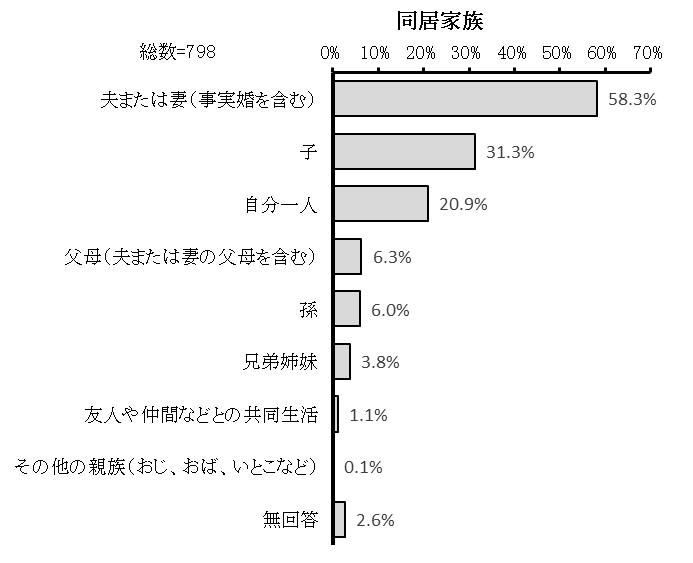 同居家族
総数=798
0% 10% 20% 30% 40% 50% 60% 70%
夫または妻(事実婚を含む) 58.3%
子 31.3%
自分一人 20.9%
父母(夫または妻の父母を含む) 6.3%
孫 6.0%
兄弟姉妹 3.8%
友人や仲間などとの共同生活 1.1%
その他の親族(おじ、おば、いとこなど) 0.1%
無回答 2.6%